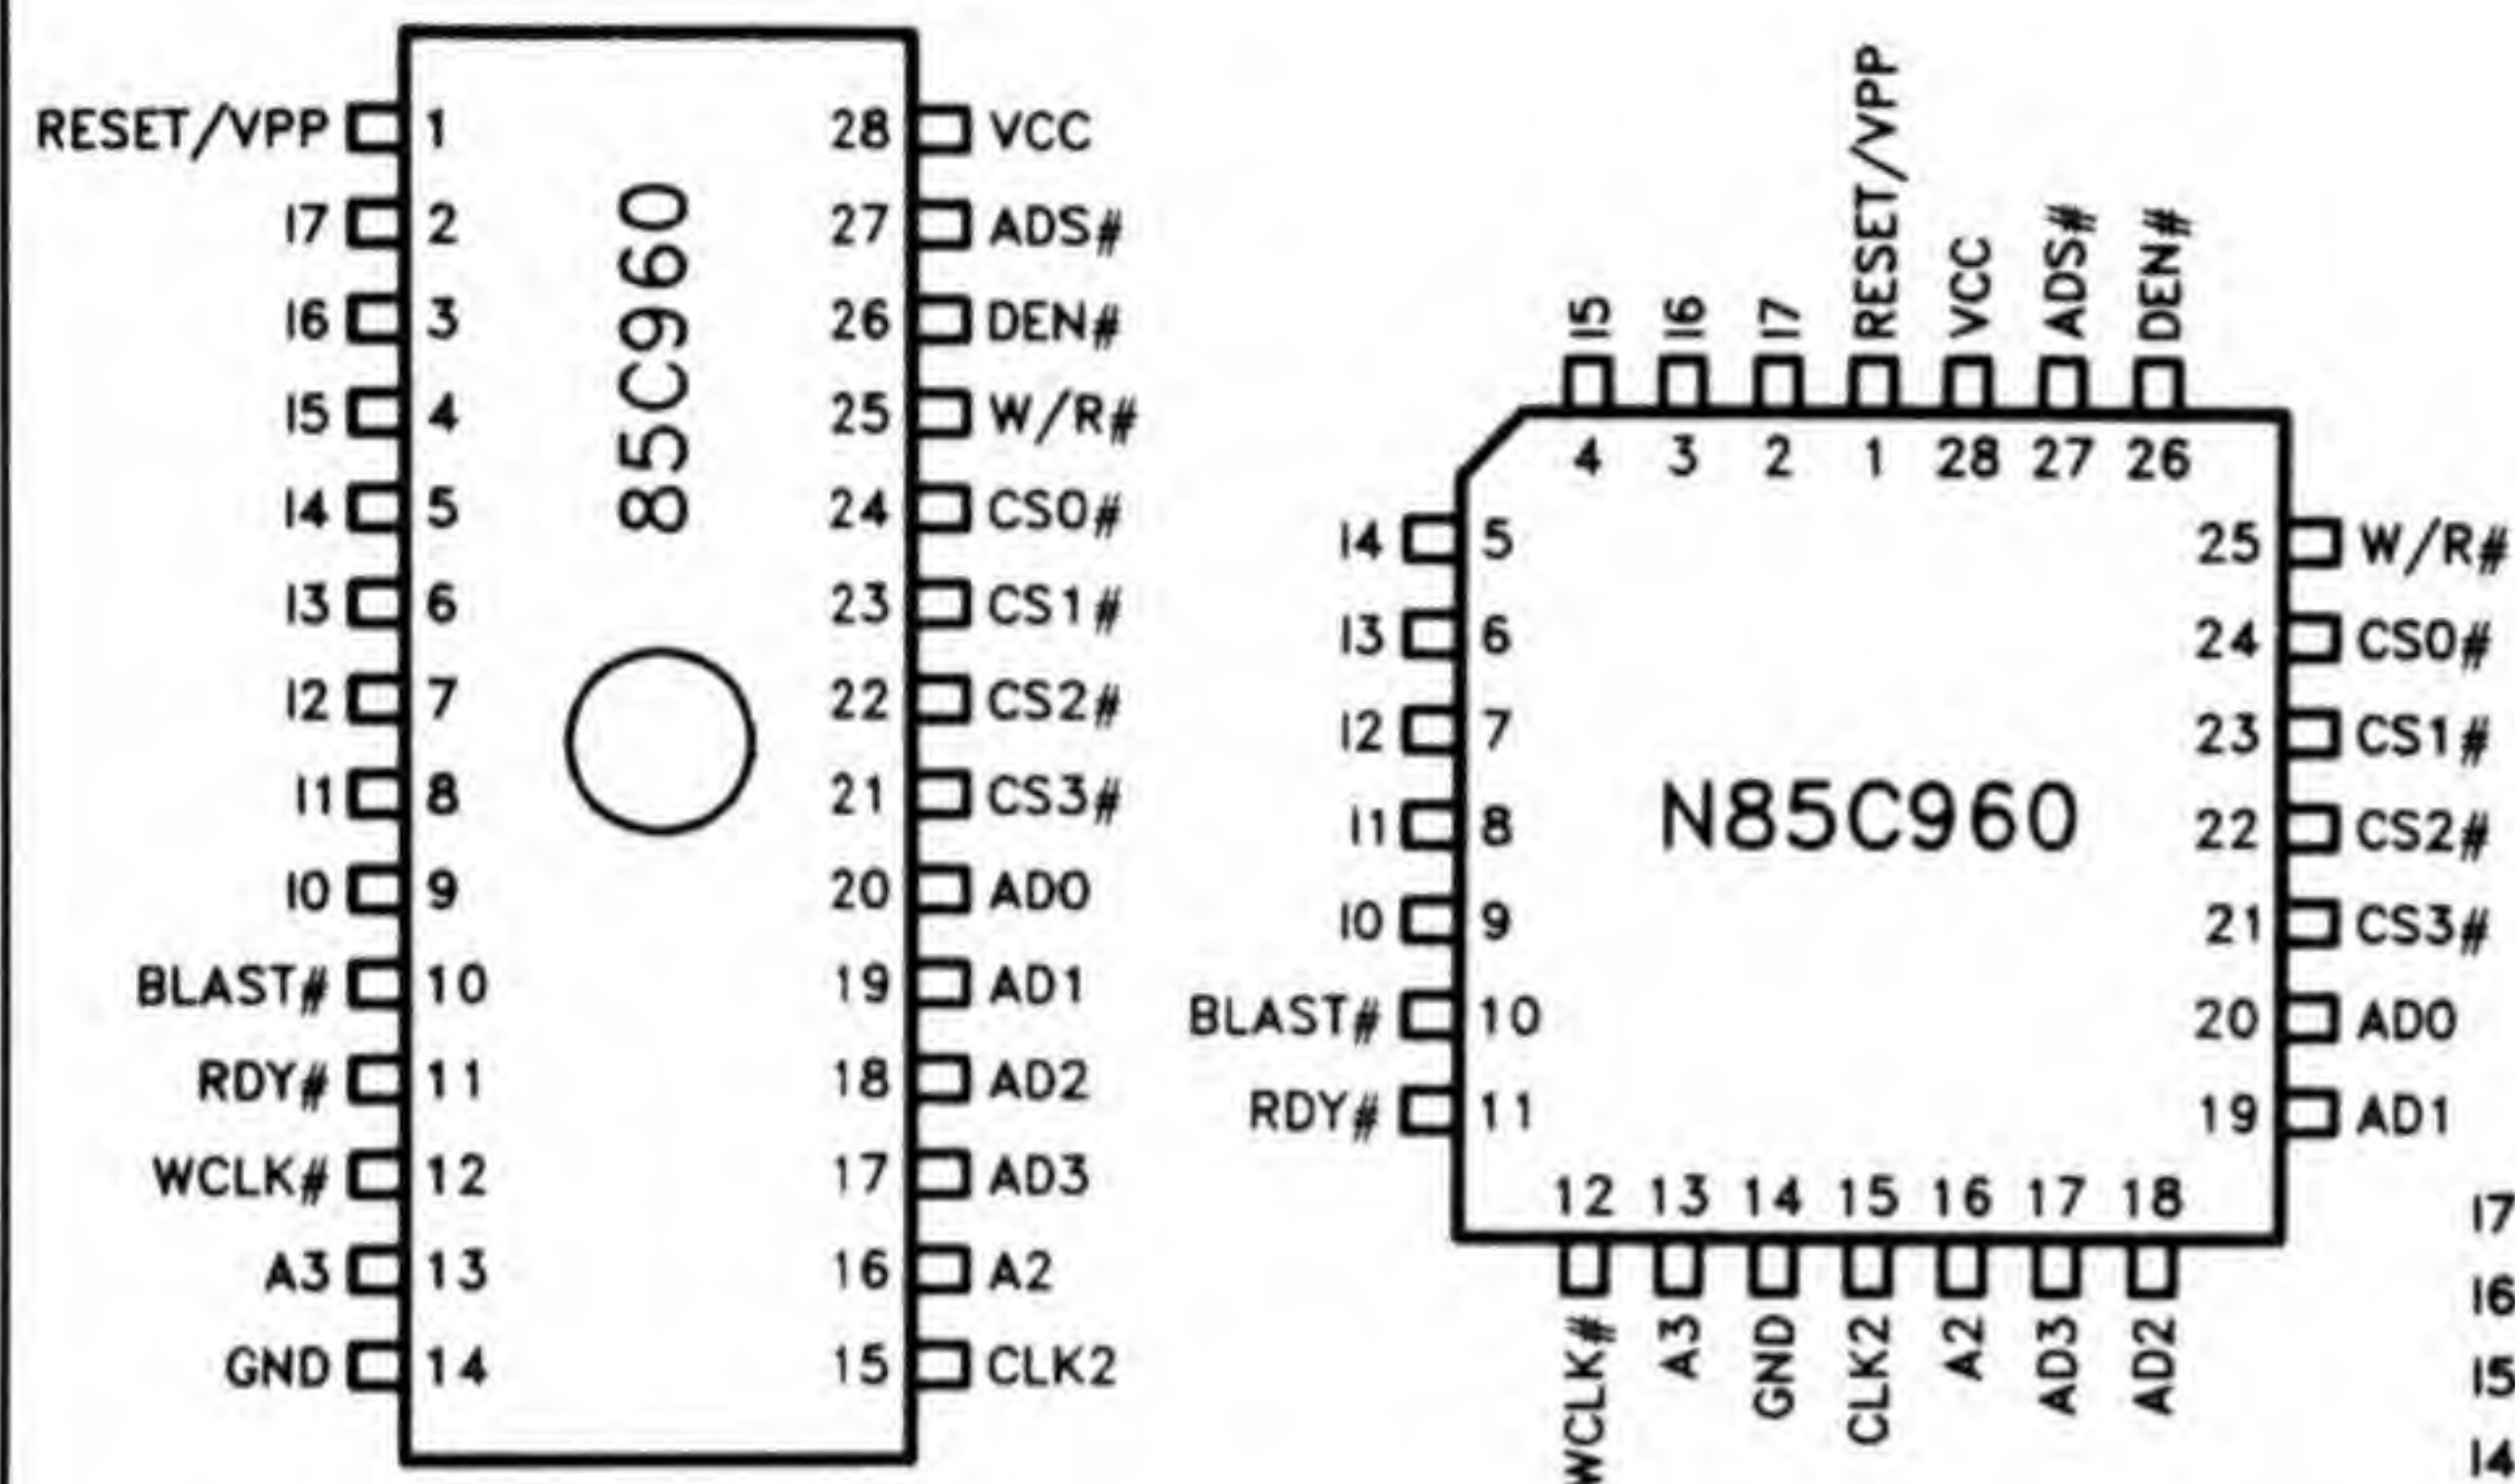 RESET/VPP 1 28 VCC
I7 2 27 ADS#
I6 3 26 DEN#
I5 4 25 W/R#
I4 5 24 CS0#
I3 6 23 CS1#
I2 7 22 CS2#
I1 8 21 CS3#
I0 9 20 AD0
BLAST# 10 19 AD1
RDY# 11 18 AD2
WCLK# 12 17 AD3
A3 13 16 A2
GND 14 15 CLK2
85C960
I5 I6 I7 RESET/VPP VCC ADS# DEN#
4 3 2 1 28 27 26
I4 5 25 W/R#
I3 6 24 CS0#
I2 7 23 CS1#
I1 8 22 CS2#
I0 9 21 CS3#
BLAST# 10 20 AD0
RDY# 11 19 AD1
N85C960
12 13 14 15 16 17 18
WCLK# A3 GND CLK2 A2 AD3 AD2
I7
I6
I5
I4